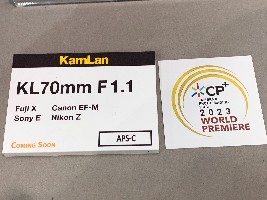 KamLan
KL70mm F1.1
Fuji X Canon EF-M
Sony E Nikon Z
APS-C
COMING SOON
CP+
2023
WORLD
PREMIERE